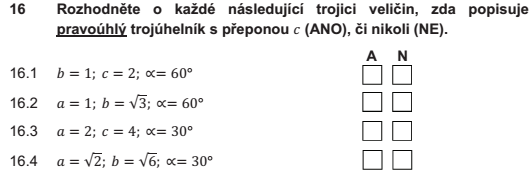 16 Rozhodněte o každé následující trojici veličin, zda popisuje
pravoúhlý trojúhelník s přeponou c (ANO), či nikoli (NE).
A N
16.1 b = 1; c = 2; ∝= 60°
16.2 a = 1; b = √3; ∝= 60°
16.3 a = 2; c = 4; ∝= 30°
16.4 a = √2; b = √6; ∝= 30°